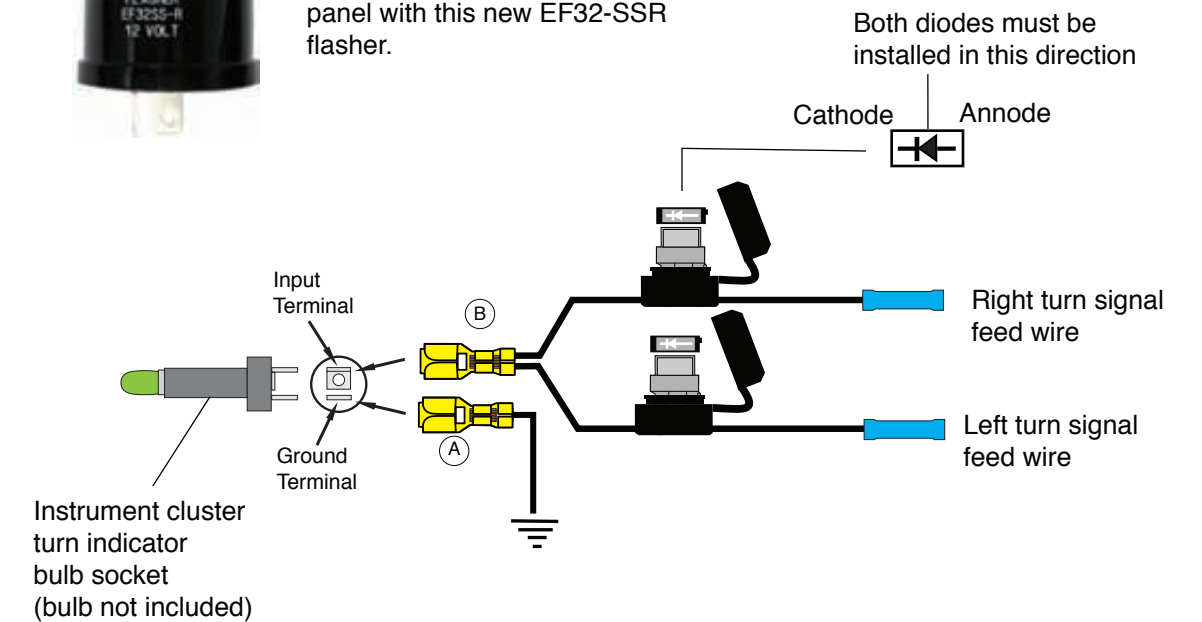 EF32SS-R
12 VOLT
panel with this new EF32-SSR
flasher.
Both diodes must be
installed in this direction
Cathode
Annode
Input
Terminal
B
Right turn signal
feed wire
A
Left turn signal
feed wire
Ground
Terminal
Instrument cluster
turn indicator
bulb socket
(bulb not included)